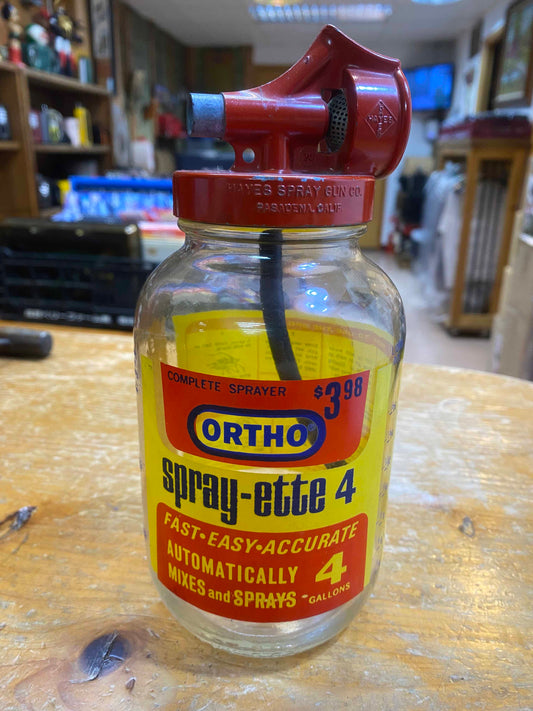 HAYES
HAYES SPRAY GUN CO.
PASADENA, CALIF
COMPLETE SPRAYER $3.98
ORTHO
spray-ette 4
FAST•EASY•ACCURATE
AUTOMATICALLY
MIXES and SPRAYS 4 GALLONS